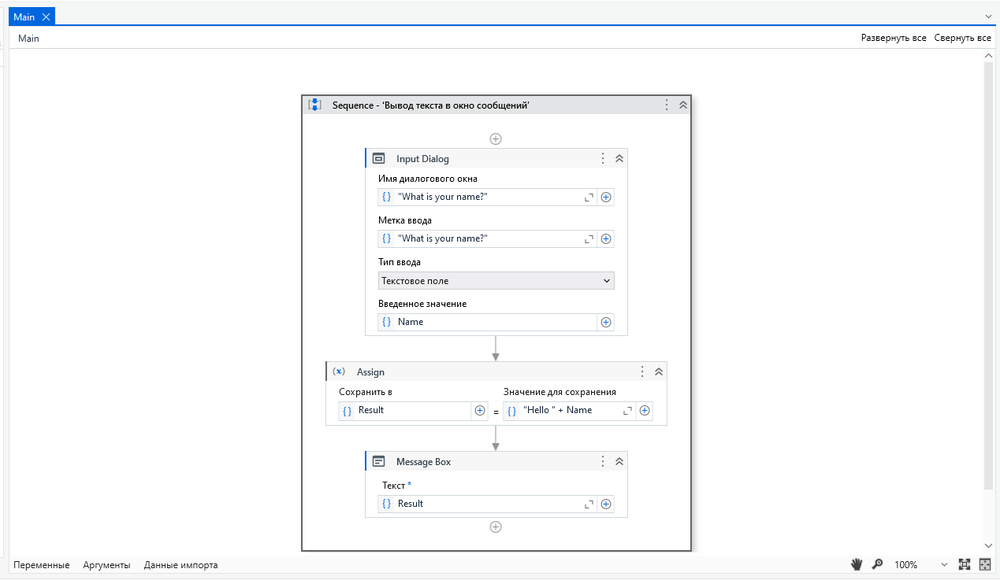 Main
Main
Развернуть все Свернуть все
Sequence - ‘Вывод текста в окно сообщений’
Input Dialog
Имя диалогового окна
"What is your name?"
Метка ввода
"What is your name?"
Тип ввода
Текстовое поле
Введенное значение
Name
Assign
Сохранить в Значение для сохранения
Result = "Hello " + Name
Message Box
Текст *
Result
Переменные Аргументы Данные импорта 100%